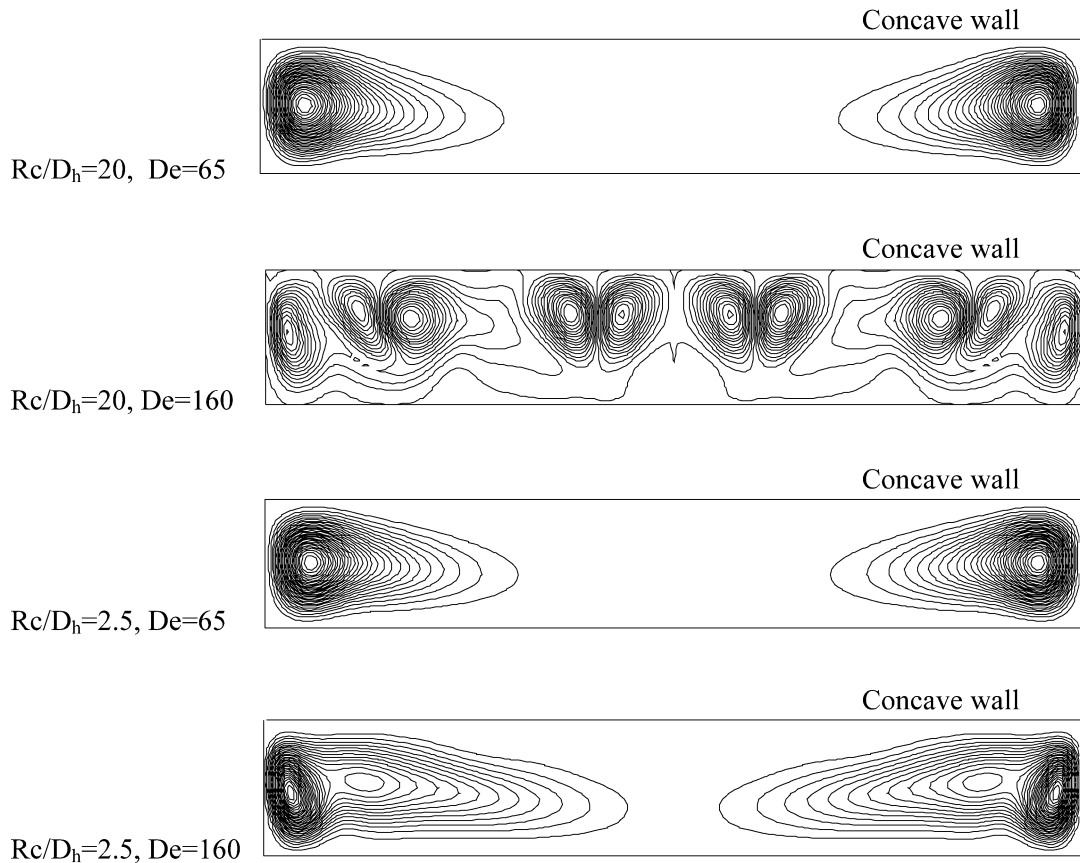 Concave wall
Rc/Dh=20, De=65
Concave wall
Rc/Dh=20, De=160
Concave wall
Rc/Dh=2.5, De=65
Concave wall
Rc/Dh=2.5, De=160